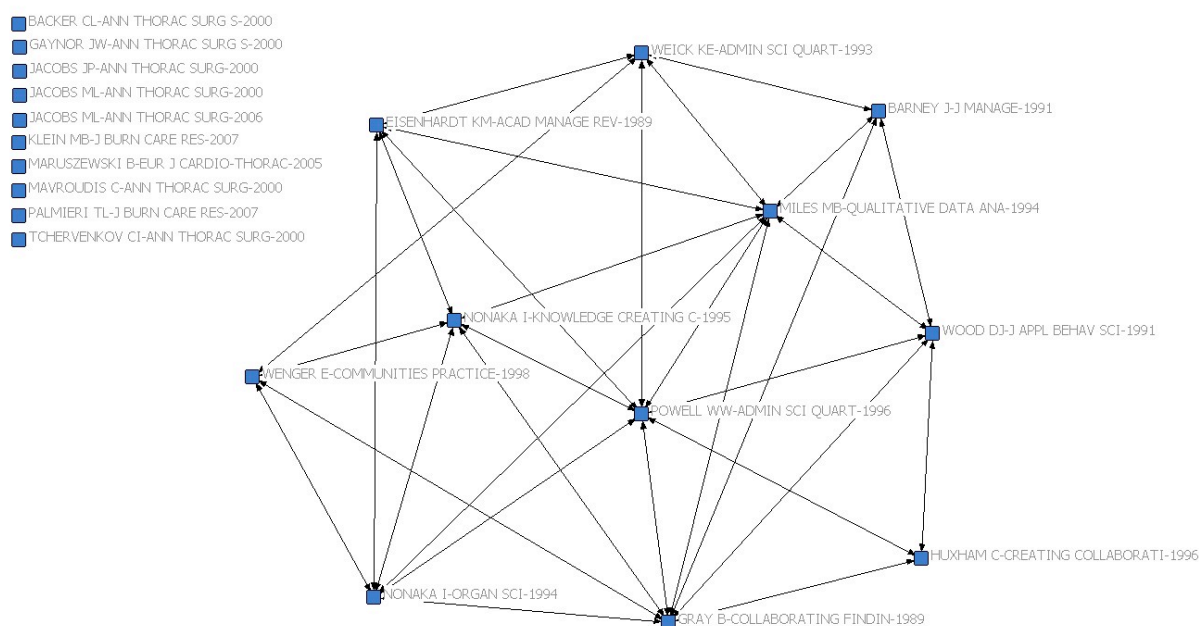 BACKER CL-ANN THORAC SURG S-2000
GAYNOR JW-ANN THORAC SURG S-2000
JACOBS JP-ANN THORAC SURG-2000
JACOBS ML-ANN THORAC SURG-2000
JACOBS ML-ANN THORAC SURG-2006
KLEIN MB-J BURN CARE RES-2007
MARUSZEWSKI B-EUR J CARDIO-THORAC-2005
MAVROUDIS C-ANN THORAC SURG-2000
PALMIERI TL-J BURN CARE RES-2007
TCHERVENKOV CI-ANN THORAC SURG-2000
WEICK KE-ADMIN SCI QUART-1993
BARNEY J-J MANAGE-1991
EISENHARDT KM-ACAD MANAGE REV-1989
MILES MB-QUALITATIVE DATA ANA-1994
NONAKA I-KNOWLEDGE CREATING C-1995
WOOD DJ-J APPL BEHAV SCI-1991
WENGER E-COMMUNITIES PRACTICE-1998
POWELL WW-ADMIN SCI QUART-1996
HUXHAM C-CREATING COLLABORATI-1996
NONAKA I-ORGAN SCI-1994
GRAY B-COLLABORATING FINDIN-1989